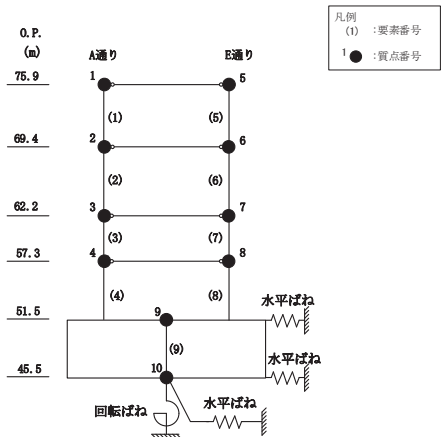 凡例
(1) :要素番号
1 :質点番号
O.P.
(m)
A通り E通り
75.9 1 5
(1) (5)
69.4 2 6
(2) (6)
62.2 3 7
(3) (7)
57.3 4 8
(4) (8)
水平ばね
51.5 9
(9)
水平ばね
45.5 10
回転ばね 水平ばね